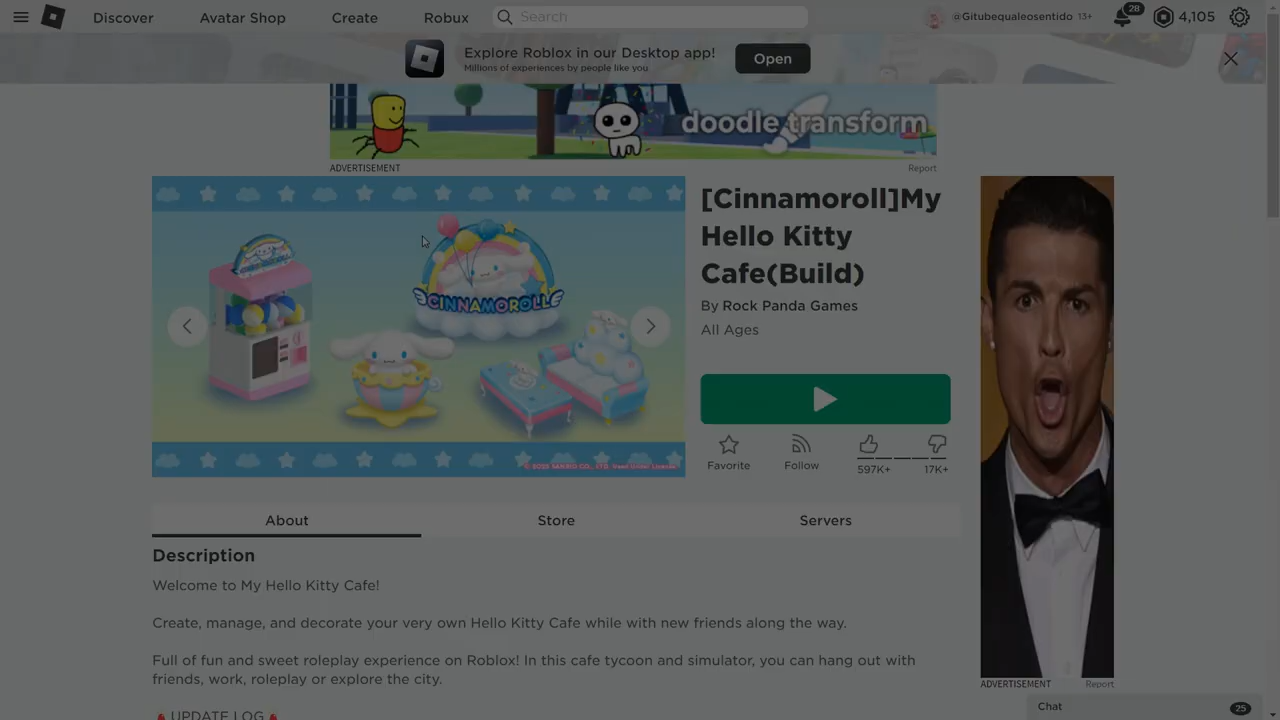 Discover
Avatar Shop
Create
Robux
Search
@Gitubequaleosentido 13+
28
4,105
Explore Roblox in our Desktop app!
Millions of experiences by people like you
Open
doodle transform
ADVERTISEMENT
Report
CINNAMOROLL
[Cinnamoroll]My
Hello Kitty
Cafe(Build)
By Rock Panda Games
All Ages
Favorite
Follow
597K+
17K+
About
Store
Servers
Description
Welcome to My Hello Kitty Cafe!
Create, manage, and decorate your very own Hello Kitty Cafe while with new friends along the way.
Full of fun and sweet roleplay experience on Roblox! In this cafe tycoon and simulator, you can hang out with
friends, work, roleplay or explore the city.
UPDATE LOG
ADVERTISEMENT
Report
Chat
25